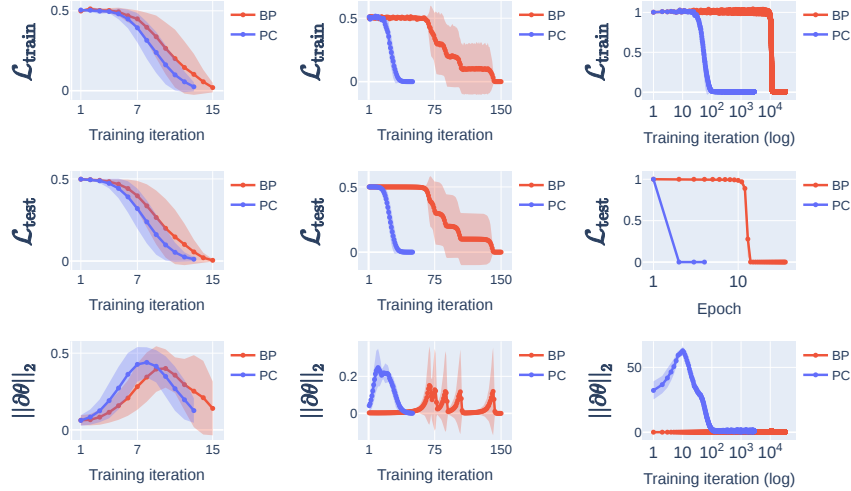 0.5
0
ℒtrain
1
7
15
Training iteration
BP
PC
0.5
0
ℒtrain
1
75
150
Training iteration
BP
PC
1
0.5
0
ℒtrain
1
10
10²
10³
10⁴
Training iteration (log)
BP
PC
0.5
0
ℒtest
1
7
15
Training iteration
BP
PC
0.5
0
ℒtest
1
75
150
Training iteration
BP
PC
1
0.5
0
ℒtest
1
10
Epoch
BP
PC
0.5
0
||∂θ||₂
1
7
15
Training iteration
BP
PC
0.2
0
||∂θ||₂
1
75
150
Training iteration
BP
PC
50
0
||∂θ||₂
1
10
10²
10³
10⁴
Training iteration (log)
BP
PC